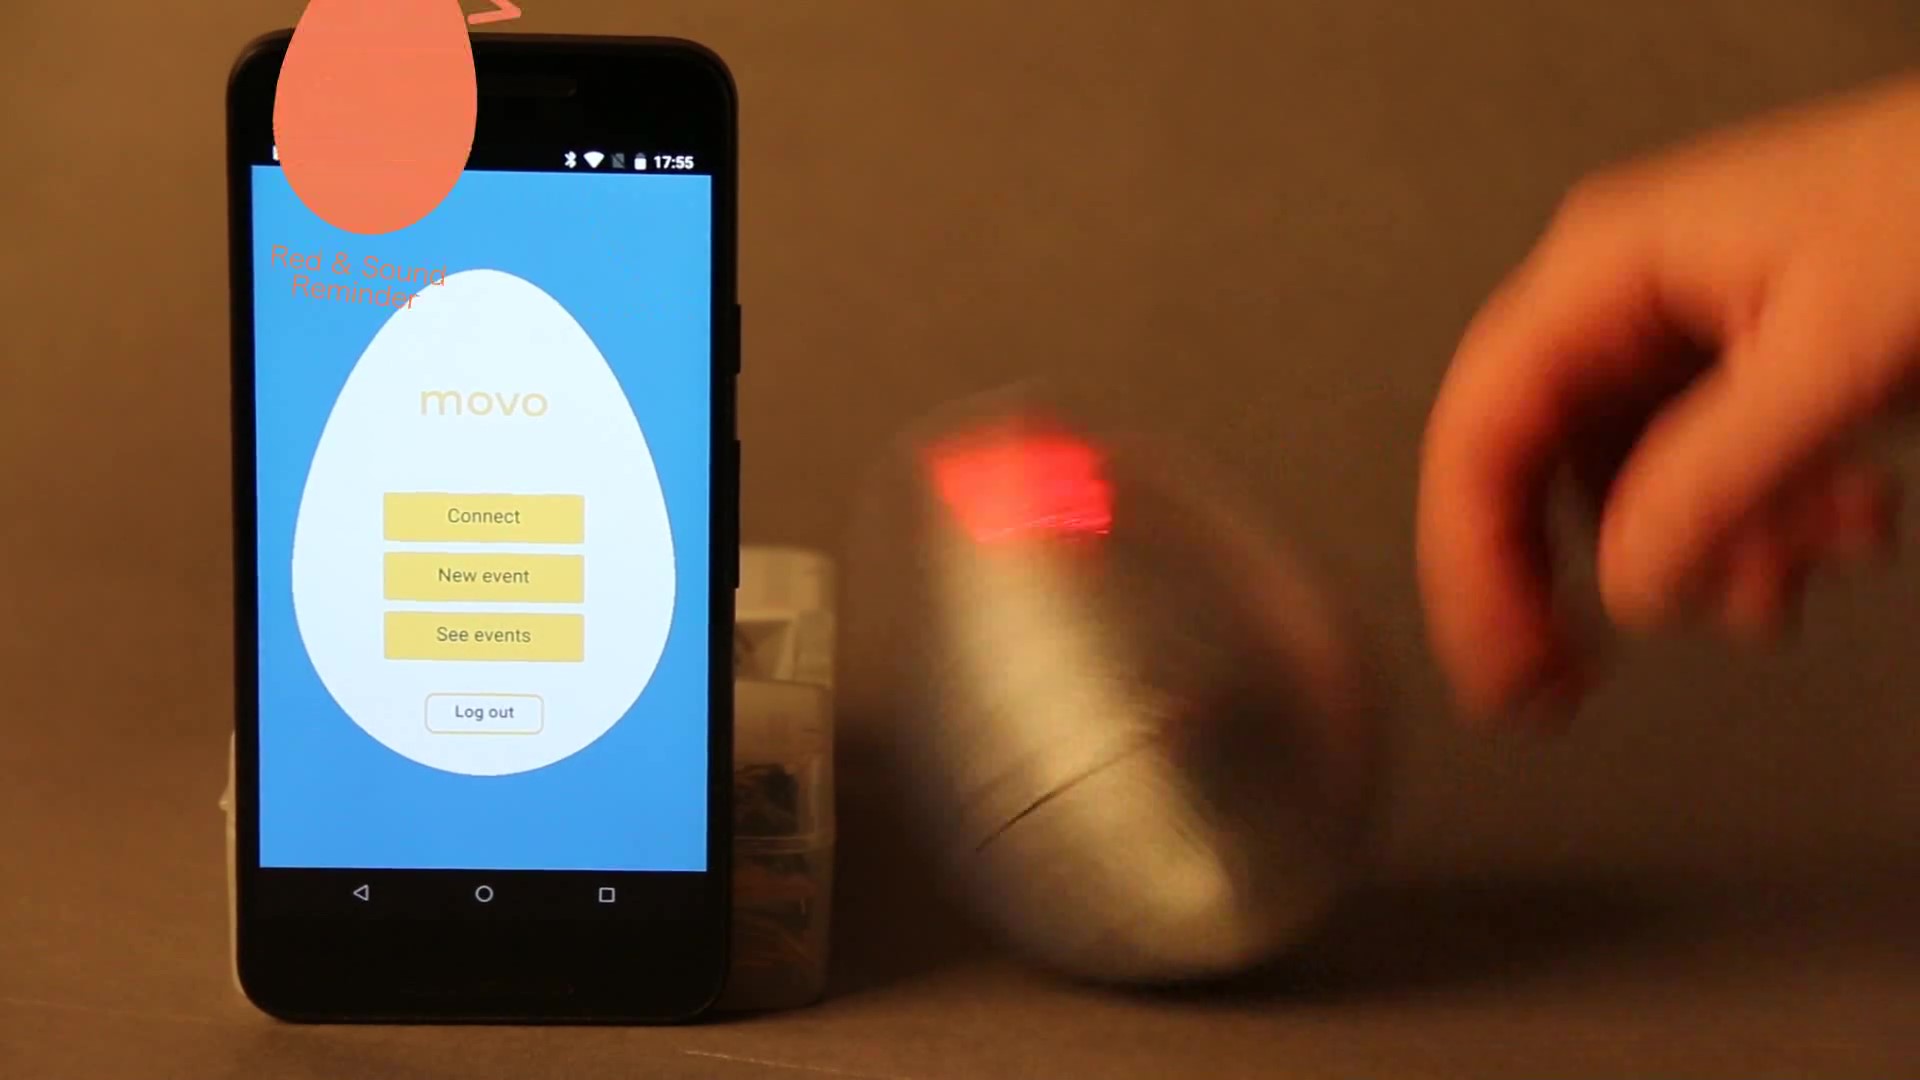 17:55
Red & Sound
Reminder
movo
Connect
New event
See events
Log out